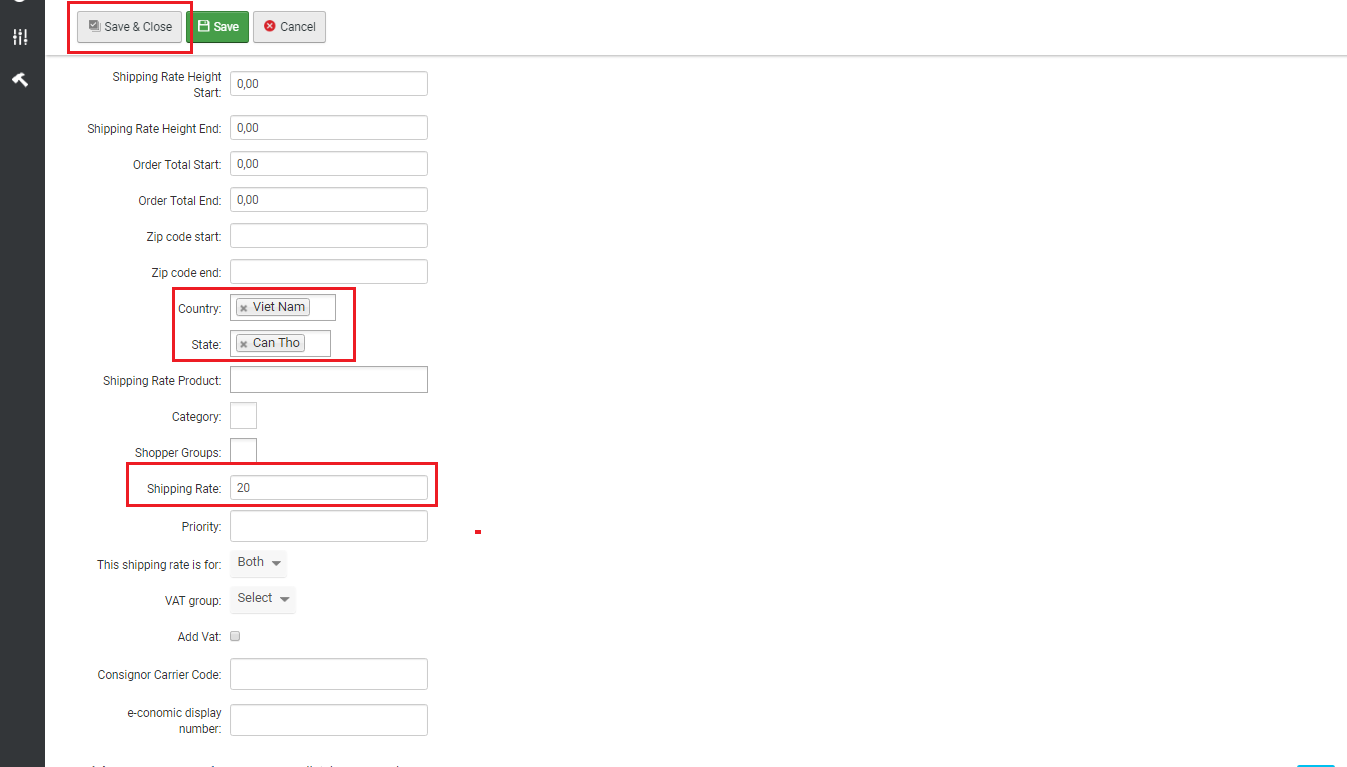 Save & Close Save Cancel
Shipping Rate Height
Start: 0,00
Shipping Rate Height End: 0,00
Order Total Start: 0,00
Order Total End: 0,00
Zip code start:
Zip code end:
Country: Viet Nam
State: Can Tho
Shipping Rate Product:
Category:
Shopper Groups:
Shipping Rate: 20
Priority:
This shipping rate is for: Both
VAT group: Select
Add Vat:
Consignor Carrier Code:
e-conomic display
number: